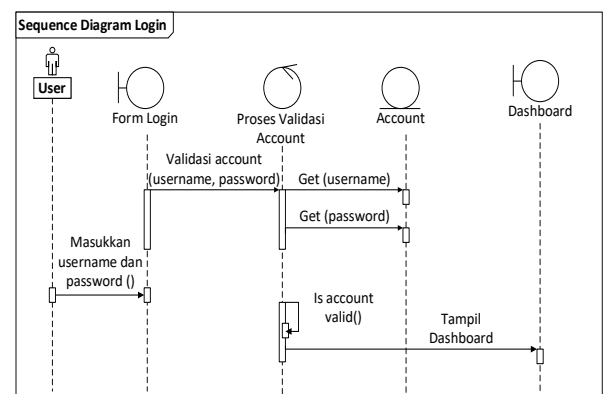 Sequence Diagram Login
User
Form Login
Proses Validasi
Account
Account
Dashboard
Validasi account
(username, password)
Get (username)
Get (password)
Masukkan
username dan
password ()
Is account
valid()
Tampil
Dashboard